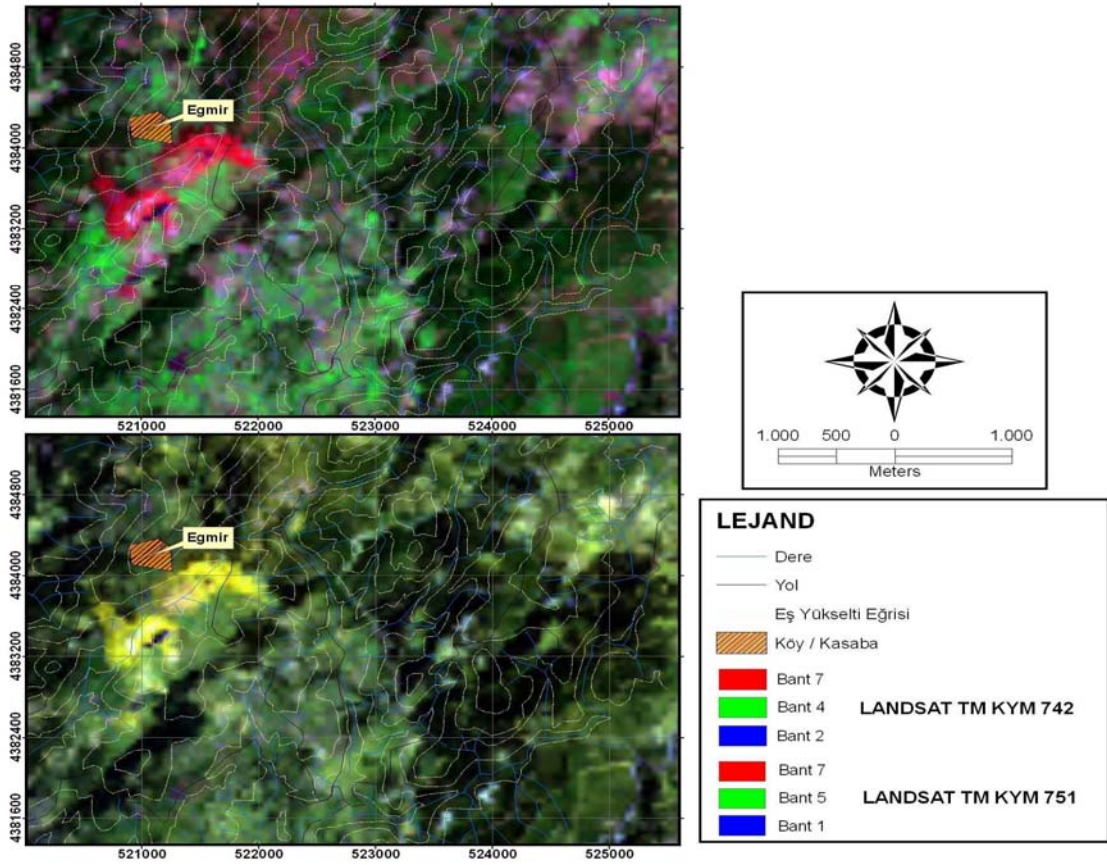 4384800
Egmir
4384000
4383200
4382400
4381600
521000 522000 523000 524000 525000
4384800
Egmir
4384000
4383200
4382400
4381600
521000 522000 523000 524000 525000
1.000 500 0 1.000
Meters
LEJAND
Dere
Yol
Eş Yükselti Eğrisi
Köy / Kasaba
Bant 7
Bant 4 LANDSAT TM KYM 742
Bant 2
Bant 7
Bant 5 LANDSAT TM KYM 751
Bant 1